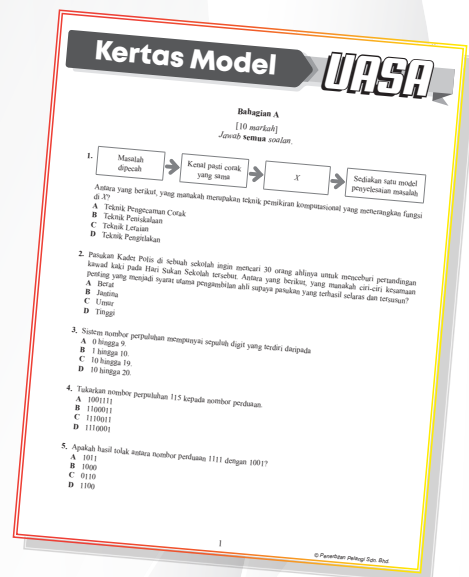 Kertas Model
UASA
Bahagian A
[10 markah]
Jawab semua soalan.
1.
Masalah
dipecah
Kenal pasti corak
yang sama
X
Sediakan satu model
penyelesaian masalah
Antara yang berikut, yang manakah merupakan teknik pemikiran komputasional yang menerangkan fungsi
di X?
A Teknik Pengecaman Corak
B Teknik Peniskalaan
C Teknik Leraian
D Teknik Pengitlakan
2. Pasukan Kadet Polis di sebuah sekolah ingin mencari 30 orang ahlinya untuk menceburi pertandingan
kawad kaki pada Hari Sukan Sekolah tersebut. Antara yang berikut, yang manakah ciri-ciri kesamaan
penting yang menjadi syarat utama pengambilan ahli supaya pasukan yang terhasil selaras dan tersusun?
A Berat
B Jantina
C Umur
D Tinggi
3. Sistem nombor perpuluhan mempunyai sepuluh digit yang terdiri daripada
A 0 hingga 9.
B 1 hingga 10.
C 10 hingga 19.
D 10 hingga 20.
4. Tukarkan nombor perpuluhan 115 kepada nombor perduaan.
A 1001111
B 1100011
C 1110011
D 1110001
5. Apakah hasil tolak antara nombor perduaan 1111 dengan 1001?
A 1011
B 1000
C 0110
D 1100
1
© Penerbitan Pelangi Sdn. Bhd.